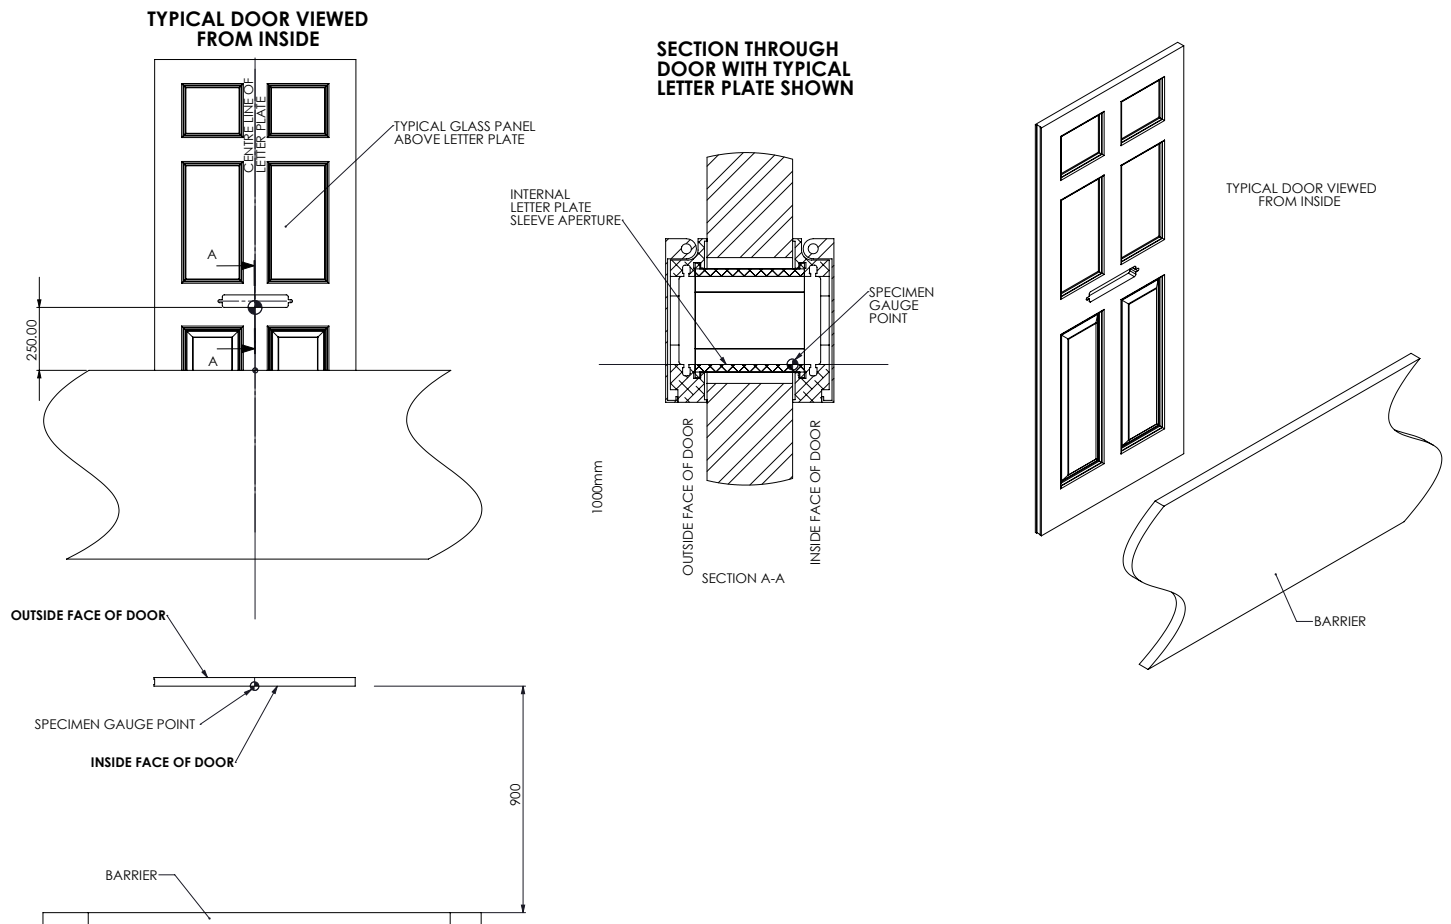 TYPICAL DOOR VIEWED
FROM INSIDE
CENTRE LINE OF
LETTER PLATE
TYPICAL GLASS PANEL
ABOVE LETTER PLATE
A
A
250.00
SECTION THROUGH
DOOR WITH TYPICAL
LETTER PLATE SHOWN
INTERNAL
LETTER PLATE
SLEEVE APERTURE
SPECIMEN
GAUGE
POINT
1000mm
OUTSIDE FACE OF DOOR
INSIDE FACE OF DOOR
SECTION A-A
TYPICAL DOOR VIEWED
FROM INSIDE
BARRIER
OUTSIDE FACE OF DOOR
SPECIMEN GAUGE POINT
INSIDE FACE OF DOOR
900
BARRIER